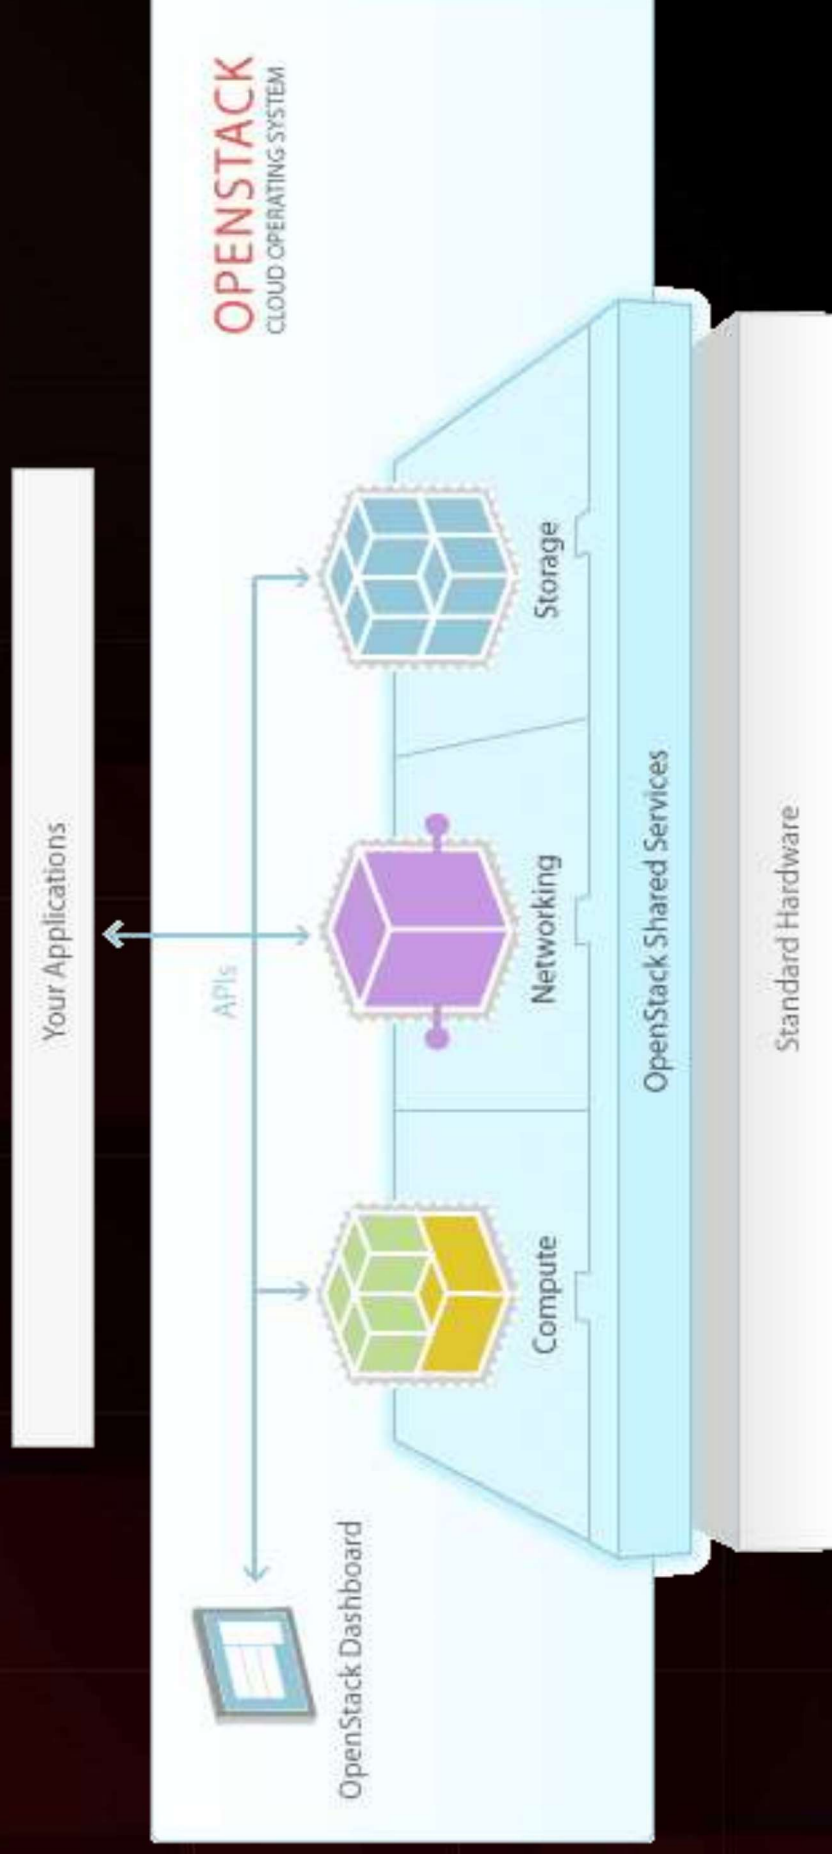 Your Applications
OPENSTACK
CLOUD OPERATING SYSTEM
APIs
OpenStack Dashboard
Compute
Networking
Storage
OpenStack Shared Services
Standard Hardware